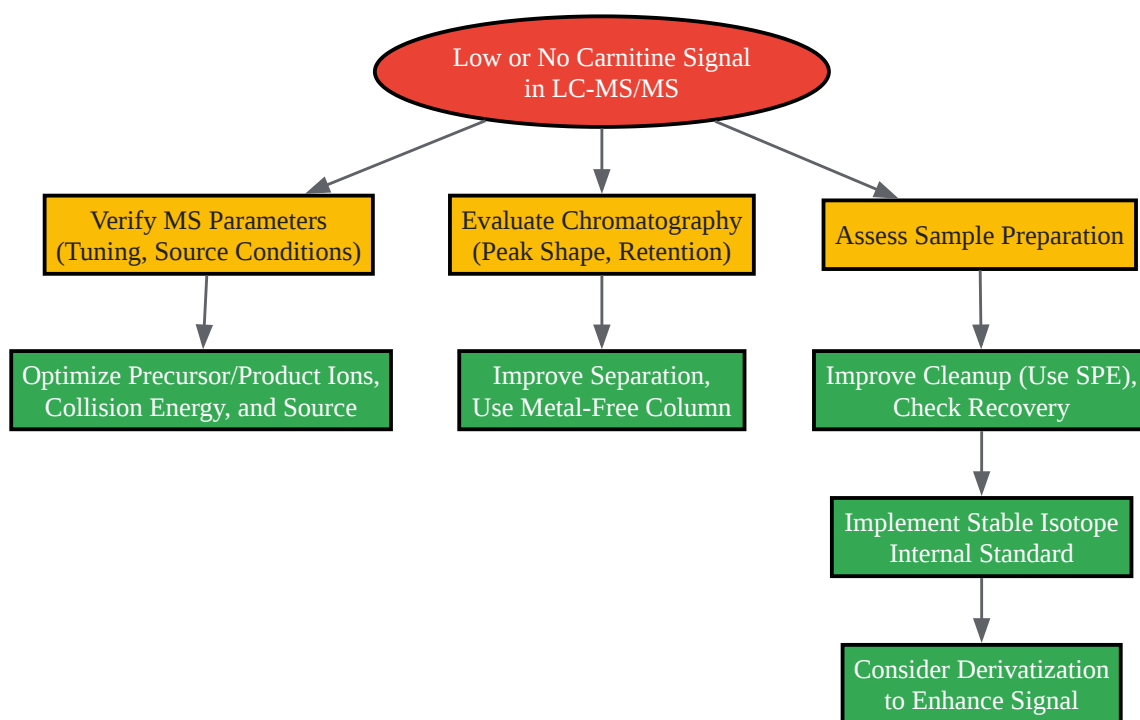 Low or No Carnitine Signal
in LC-MS/MS
Verify MS Parameters
(Tuning, Source Conditions)
Evaluate Chromatography
(Peak Shape, Retention)
Assess Sample Preparation
Optimize Precursor/Product Ions,
Collision Energy, and Source
Improve Separation,
Use Metal-Free Column
Improve Cleanup (Use SPE),
Check Recovery
Implement Stable Isotope
Internal Standard
Consider Derivatization
to Enhance Signal